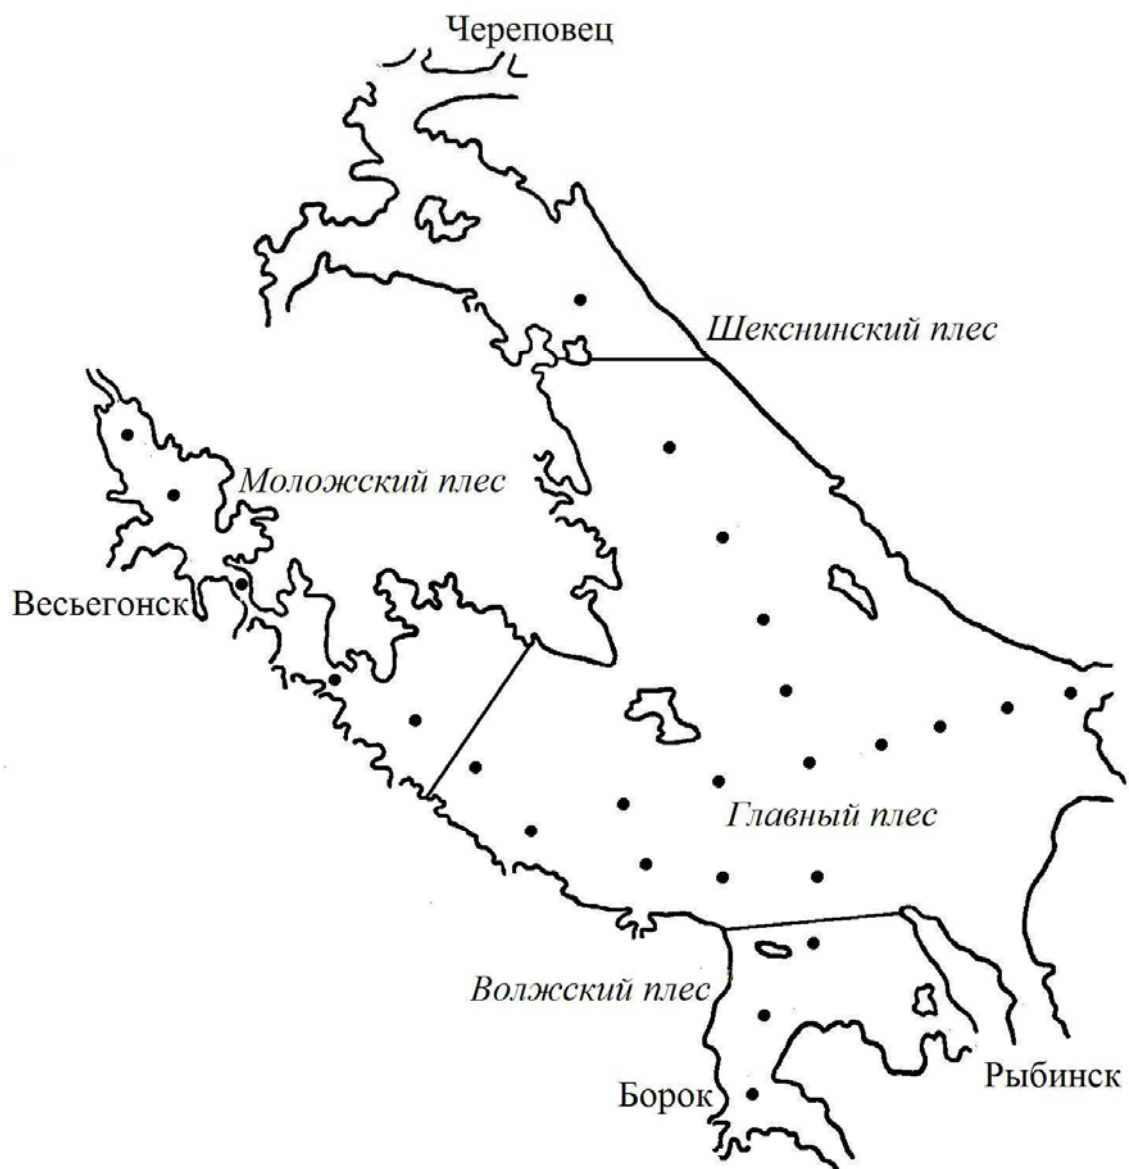 Череповец
Шекснинский плес
Моложский плес
Весьегонск
Главный плес
Волжский плес
Рыбинск
Борок